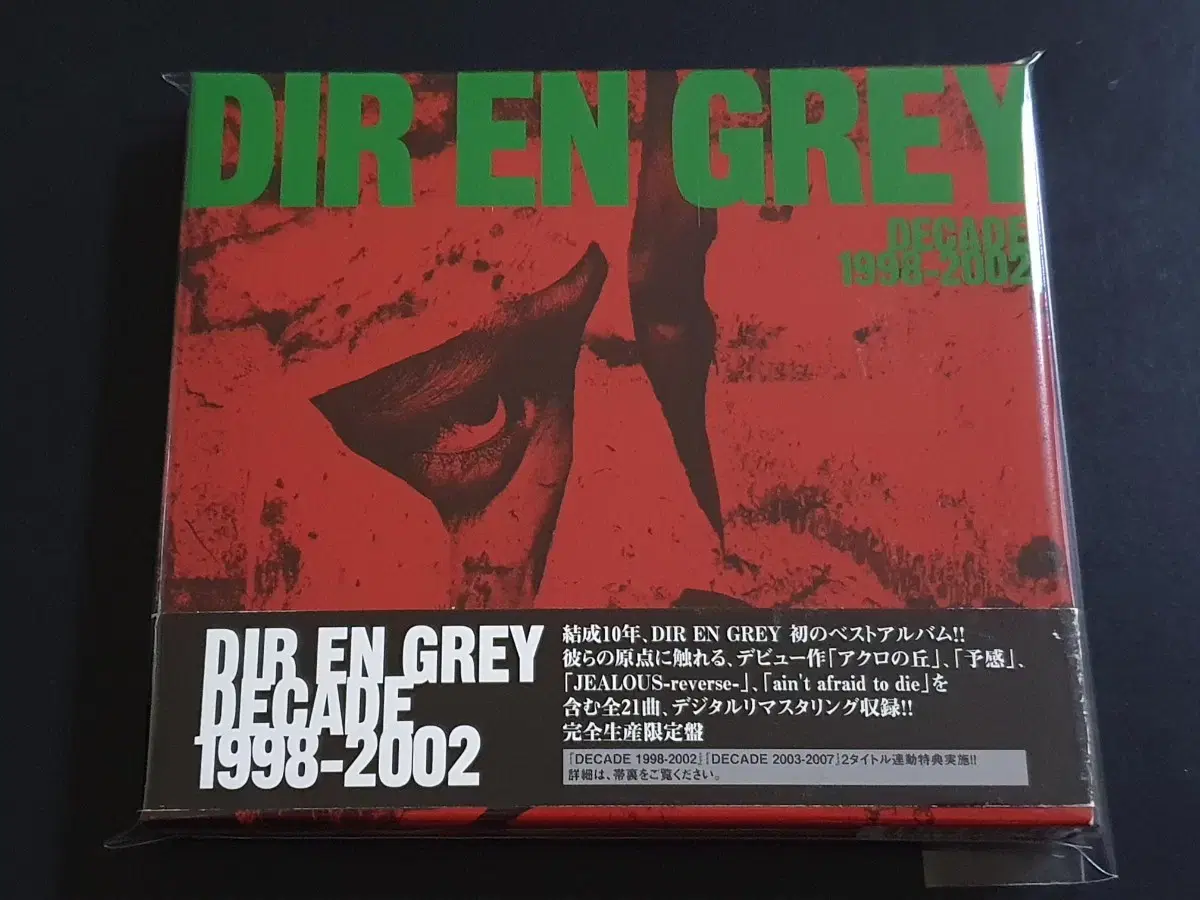 DIR EN GREY
DECADE
1998-2002
DIR EN GREY
DECADE
1998-2002
結成10年、DIR EN GREY 初のベストアルバム!!
彼らの原点に触れる、デビュー作「アクロの丘」、「予感」、
「JEALOUS-reverse-」、「ain't afraid to die」を
含む全21曲、デジタルリマスタリング収録!!
完全生産限定盤
『DECADE 1998-2002』『DECADE 2003-2007』2タイトル連動特典実施!!
詳細は、帯裏をご覧ください。